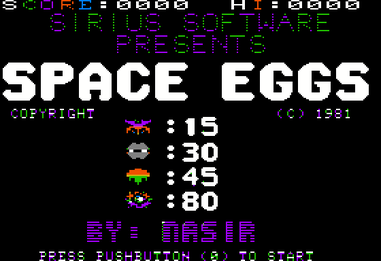 SCORE:0000 HI:0000
SIRIUS SOFTWARE
PRESENTS
SPACE EGGS
COPYRIGHT (C) 1981
:15
:30
:45
:80
BY: NASIR
PRESS PUSHBUTTON (0) TO START